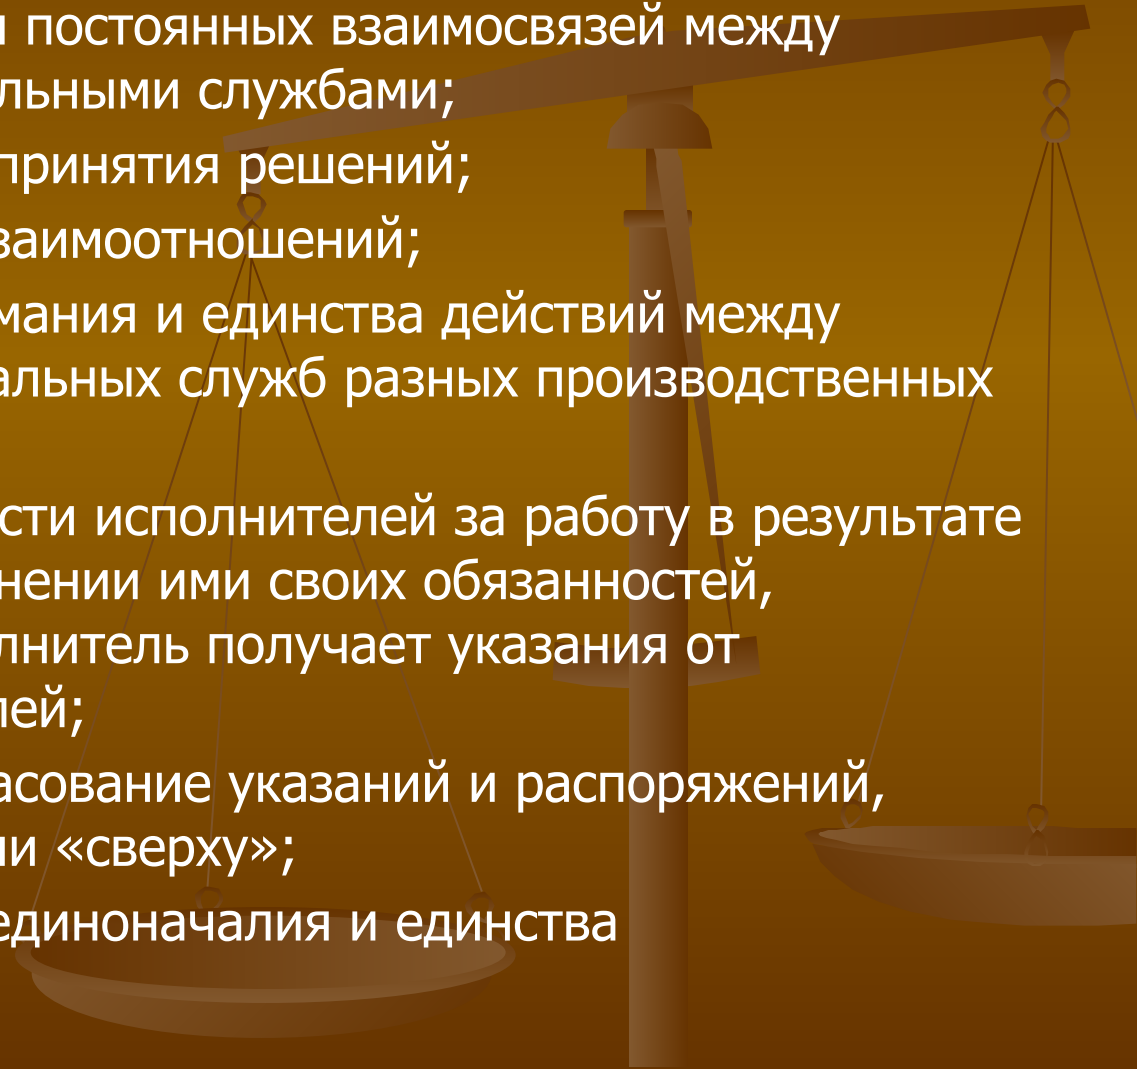 и постоянных взаимосвязей между
льными службами;
принятия решений;
заимоотношений;
мания и единства действий между
альных служб разных производственных
сти исполнителей за работу в результате
нении ими своих обязанностей,
лнитель получает указания от
лей;
асование указаний и распоряжений,
ми «сверху»;
единоначалия и единства